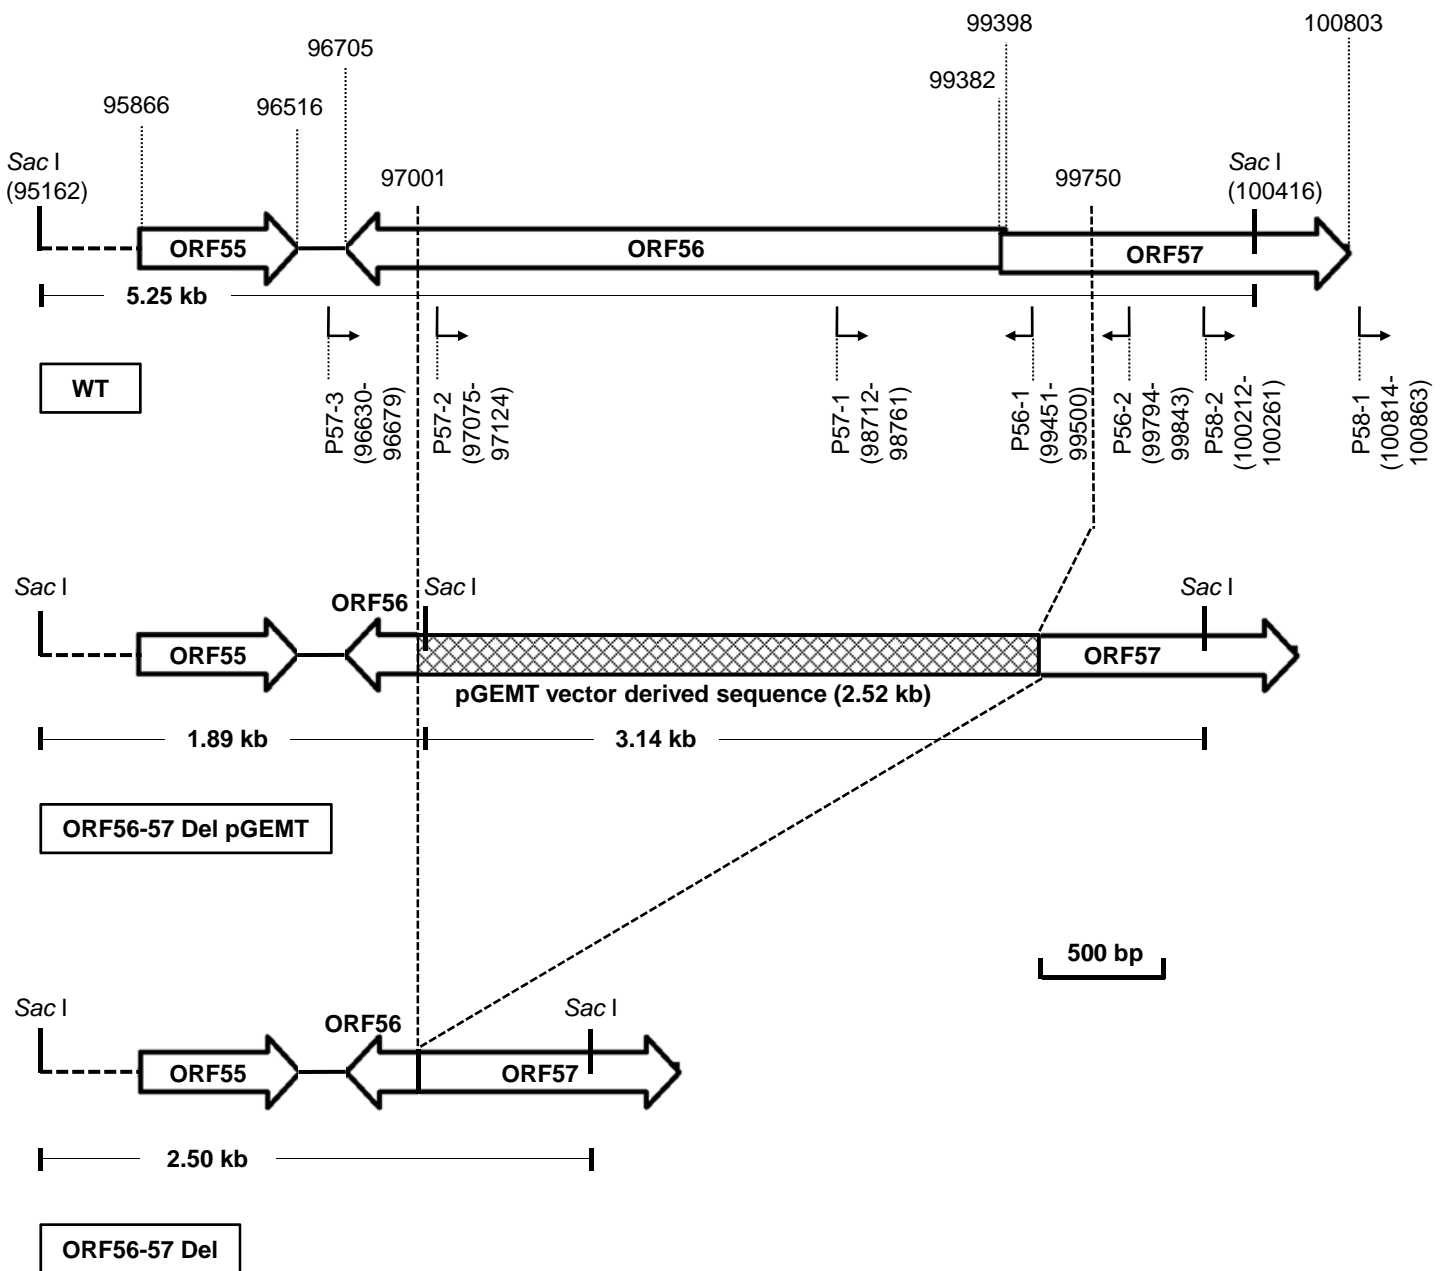 99398
100803
96705
99382
95866
96516
Sac I
(95162)
97001
99750
Sac I
(100416)
ORF55
ORF56
ORF57
5.25 kb
WT
P57-3
(96630-
96679)
P57-2
(97075-
97124)
P57-1
(98712-
98761)
P56-1
(99451-
99500)
P56-2
(99794-
99843)
P58-2
(100212-
100261)
P58-1
(100814-
100863)
Sac I
ORF56
Sac I
Sac I
ORF55
ORF57
pGEMT vector derived sequence (2.52 kb)
1.89 kb
3.14 kb
ORF56-57 Del pGEMT
500 bp
Sac I
ORF56
Sac I
ORF55
ORF57
2.50 kb
ORF56-57 Del